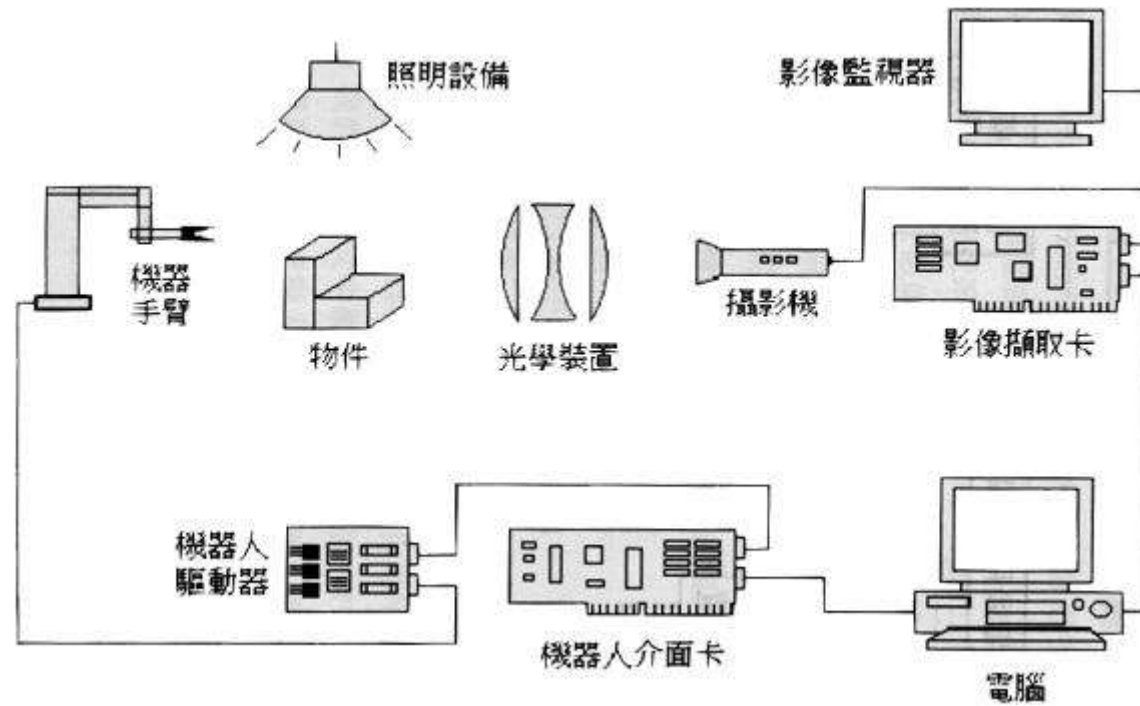 照明設備
影像監視器
機器
手臂
物件
光學裝置
攝影機
影像擷取卡
機器人
驅動器
機器人介面卡
電腦